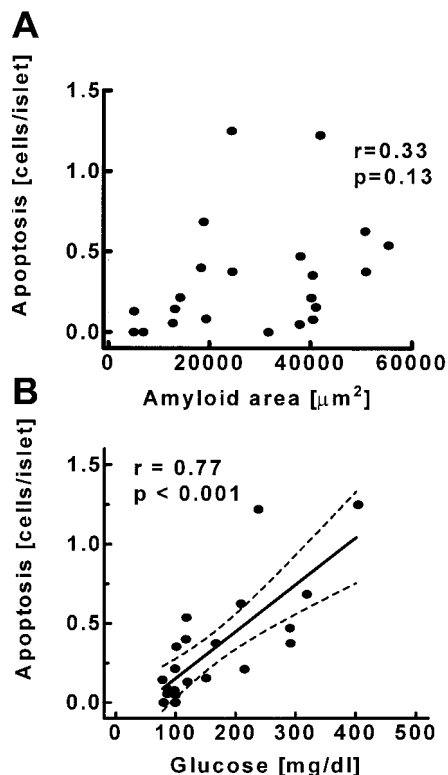 A
Apoptosis [cells/islet]
1.5
1.0
0.5
0.0
r=0.33
p=0.13
0
20000
40000
60000
Amyloid area [μm²]
B
Apoptosis [cells/islet]
1.5
1.0
0.5
0.0
r = 0.77
p < 0.001
0
100
200
300
400
500
Glucose [mg/dl]